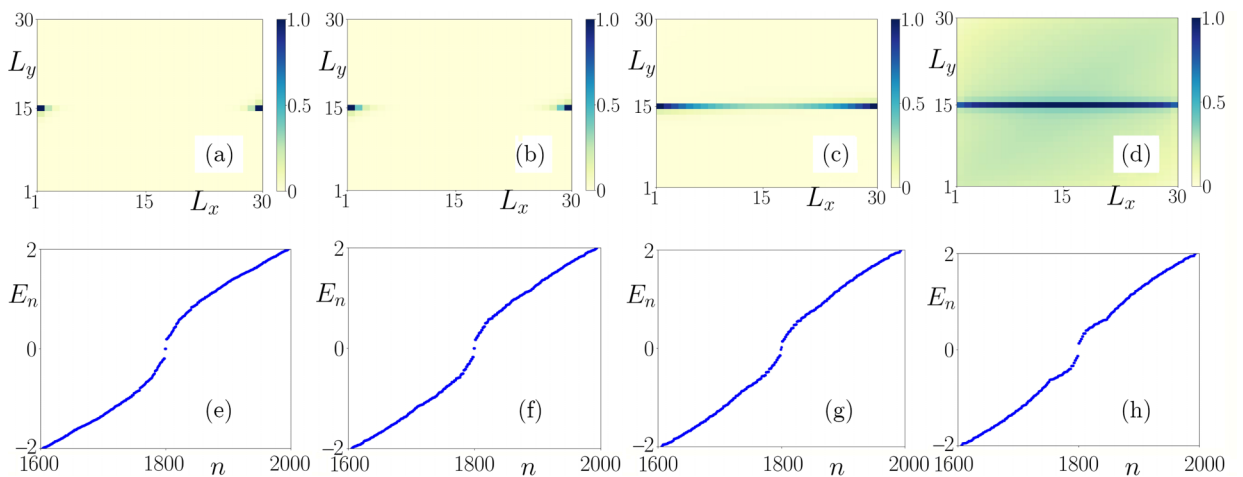 30 1.0 30 1.0 30 1.0 30 1.0
L_y L_y L_y L_y
15 0.5 15 0.5 15 0.5 15 0.5
(a) (b) (c) (d)
1 0 1 0 1 0 1 0
1 15 L_x 30 1 15 L_x 30 1 15 L_x 30 1 15 L_x 30
2 2 2 2
E_n E_n E_n E_n
0 0 0 0
(e) (f) (g) (h)
−2 −2 −2 −2
1600 1800 n 2000 1600 1800 n 2000 1600 1800 n 2000 1600 1800 n 2000